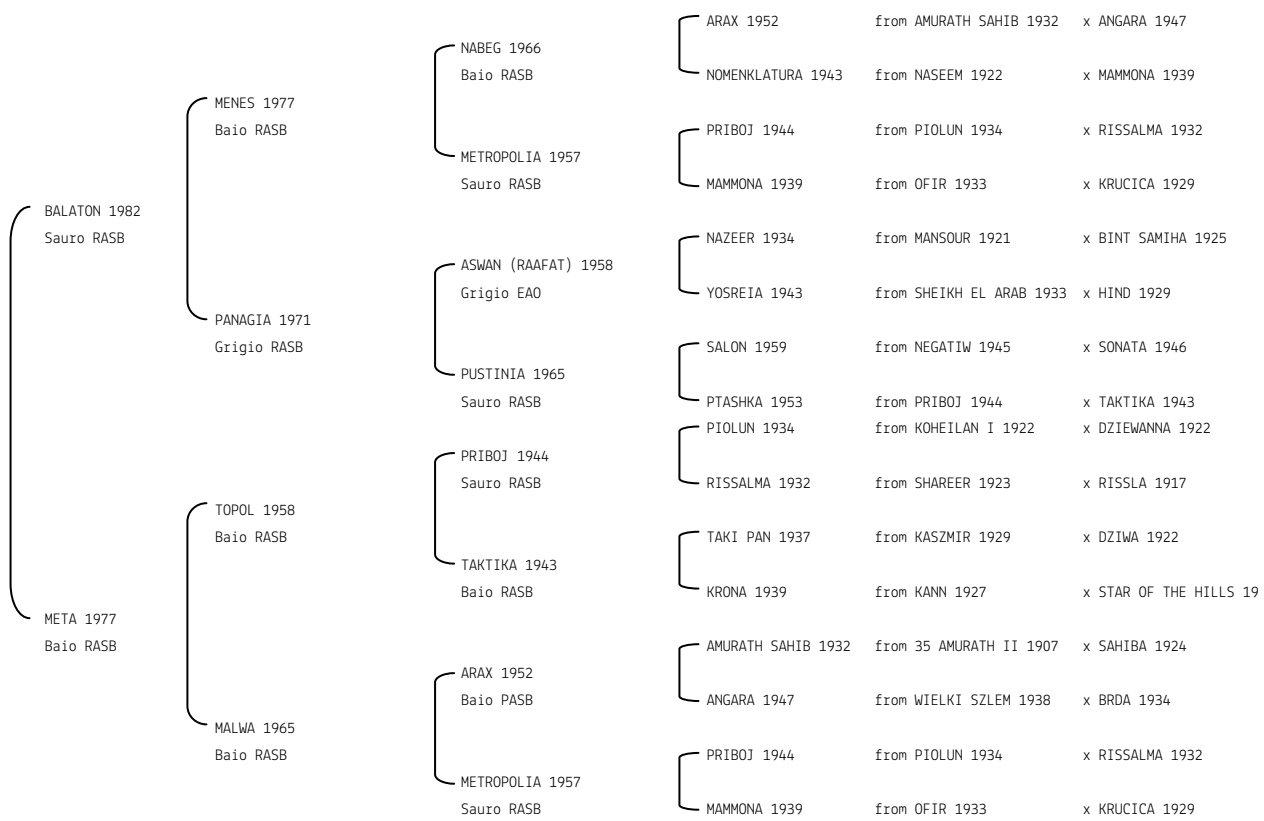 ARAX 1952 from AMURATH SAHIB 1932 x ANGARA 1947
NABEG 1966
Baio RASB NOMENKLATURA 1943 from NASEEM 1922 x MAMMONA 1939
MENES 1977
Baio RASB PRIBOJ 1944 from PIOLUN 1934 x RISSALMA 1932
METROPOLIA 1957
Sauro RASB MAMMONA 1939 from OFIR 1933 x KRUCICA 1929
BALATON 1982
Sauro RASB NAZEER 1934 from MANSOUR 1921 x BINT SAMIHA 1925
ASWAN (RAAFAT) 1958
Grigio EAO YOSREIA 1943 from SHEIKH EL ARAB 1933 x HIND 1929
PANAGIA 1971
Grigio RASB SALON 1959 from NEGATIW 1945 x SONATA 1946
PUSTINIA 1965
Sauro RASB PTASHKA 1953 from PRIBOJ 1944 x TAKTIKA 1943
PIOLUN 1934 from KOHEILAN I 1922 x DZIEWANNA 1922
PRIBOJ 1944
Sauro RASB RISSALMA 1932 from SHAREER 1923 x RISSLA 1917
TOPOL 1958
Baio RASB TAKI PAN 1937 from KASZMIR 1929 x DZIWA 1922
TAKTIKA 1943
Baio RASB KRONA 1939 from KANN 1927 x STAR OF THE HILLS 19
META 1977
Baio RASB AMURATH SAHIB 1932 from 35 AMURATH II 1907 x SAHIBA 1924
ARAX 1952
Baio PASB ANGARA 1947 from WIELKI SZLEM 1938 x BRDA 1934
MALWA 1965
Baio RASB PRIBOJ 1944 from PIOLUN 1934 x RISSALMA 1932
METROPOLIA 1957
Sauro RASB MAMMONA 1939 from OFIR 1933 x KRUCICA 1929